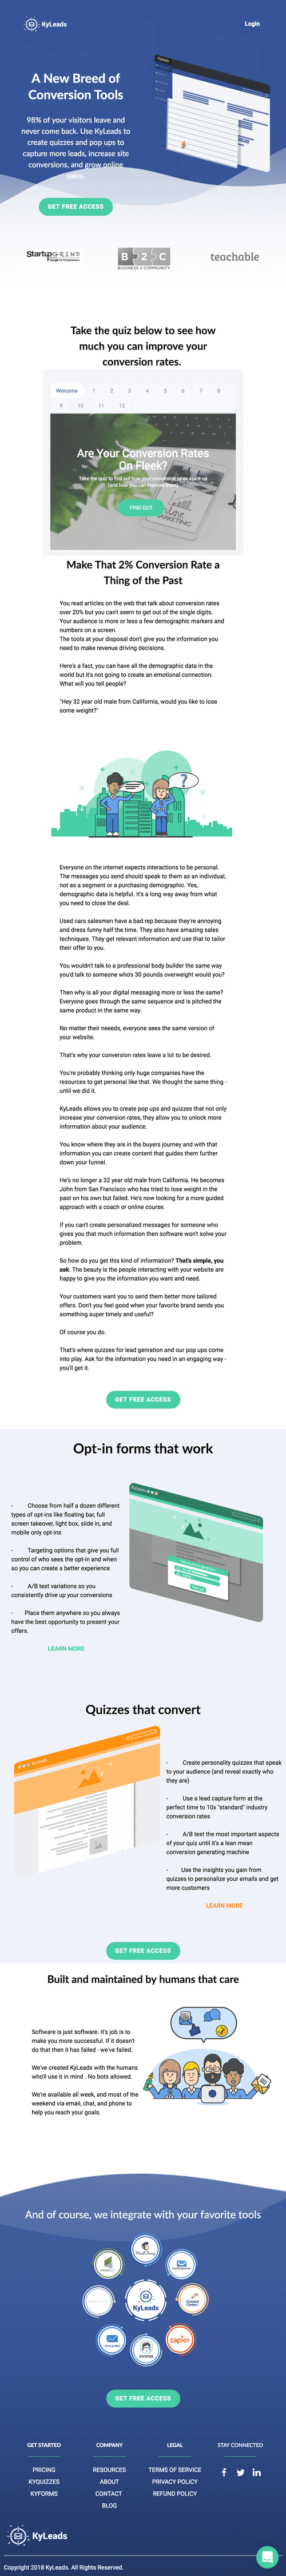 KyLeads
Login
A New Breed of
Conversion Tools
98% of your visitors leave and
never come back. Use KyLeads to
create quizzes and pop ups to
capture more leads, increase site
conversions, and grow online
sales.
GET FREE ACCESS
Startup GRIND
B 2 C
BUSINESS 2 COMMUNITY
teachable
Take the quiz below to see how
much you can improve your
conversion rates.
Welcome 1 2 3 4 5 6 7 8
9 10 11 12
Are Your Conversion Rates
On Fleek?
Take the quiz to find out how your conversion rates stack up
(and how you can improve them)
FIND OUT
MARKETING
Make That 2% Conversion Rate a
Thing of the Past
You read articles on the web that talk about conversion rates
over 20% but you can't seem to get out of the single digits.
Your audience is more or less a few demographic markers and
numbers on a screen.
The tools at your disposal don't give you the information you
need to make revenue driving decisions.
Here's a fact, you can have all the demographic data in the
world but it's not going to create an emotional connection.
What will you tell people?
"Hey 32 year old male from California, would you like to lose
some weight?"
?
Everyone on the internet expects interactions to be personal.
The messages you send should speak to them as an individual,
not as a segment or a purchasing demographic. Yes,
demographic data is helpful. It's a long way away from what
you need to close the deal.
Used cars salesmen have a bad rep because they're annoying
and dress funny half the time. They also have amazing sales
techniques. They get relevant information and use that to tailor
their offer to you.
You wouldn't talk to a professional body builder the same way
you'd talk to someone who's 30 pounds overweight would you?
Then why is all your digital messaging more or less the same?
Everyone goes through the same sequence and is pitched the
same product in the same way.
No matter their needs, everyone sees the same version of
your website.
That's why your conversion rates leave a lot to be desired.
You're probably thinking only huge companies have the
resources to get personal like that. We thought the same thing -
until we did it.
KyLeads allows you to create pop ups and quizzes that not only
increase your conversion rates, they allow you to unlock more
information about your audience.
You know where they are in the buyers journey and with that
information you can create content that guides them further
down your funnel.
He's no longer a 32 year old male from California. He becomes
John from San Francisco who has tried to lose weight in the
past on his own but failed. He's now looking for a more guided
approach with a coach or online course.
If you can't create personalized messages for someone who
gives you that much information then software won't solve your
problem.
So how do you get this kind of information? That's simple, you
ask. The beauty is the people interacting with your website are
happy to give you the information you want and need.
Your customers want you to send them better more tailored
offers. Don't you feel good when your favorite brand sends you
something super timely and useful?
Of course you do.
That's where quizzes for lead genration and our pop ups come
into play. Ask for the information you need in an engaging way -
you'll get it.
GET FREE ACCESS
Opt-in forms that work
- Choose from half a dozen different
types of opt-ins like floating bar, full
screen takeover, light box, slide in, and
mobile only opt-ins
- Targeting options that give you full
control of who sees the opt-in and when
so you can create a better experience
- A/B test variations so you
consistently drive up your conversions
- Place them anywhere so you always
have the best opportunity to present your
offers.
LEARN MORE
KyLeads
Quizzes that convert
KyLeads
- Create personality quizzes that speak
to your audience (and reveal exactly who
they are)
- Use a lead capture form at the
perfect time to 10x "standard" industry
conversion rates
- A/B test the most important aspects
of your quiz until it's a lean mean
conversion generating machine
- Use the insights you gain from
quizzes to personalize your emails and get
more customers
LEARN MORE
GET FREE ACCESS
Built and maintained by humans that care
Software is just software. It's job is to
make you more successful. If it doesn't
do that then it has failed - we've failed.
We've created KyLeads with the humans
who'll use it in mind . No bots allowed.
We're available all week, and most of the
weekend via email, chat, and phone to
help you reach your goals.
And of course, we integrate with your favorite tools
KyLeads
Constant Contact
emma
zapier
GET FREE ACCESS
GET STARTED
PRICING
KYQUIZZES
KYFORMS
COMPANY
RESOURCES
ABOUT
CONTACT
BLOG
LEGAL
TERMS OF SERVICE
PRIVACY POLICY
REFUND POLICY
STAY CONNECTED
KyLeads
Copyright 2018 KyLeads. All Rights Reserved.